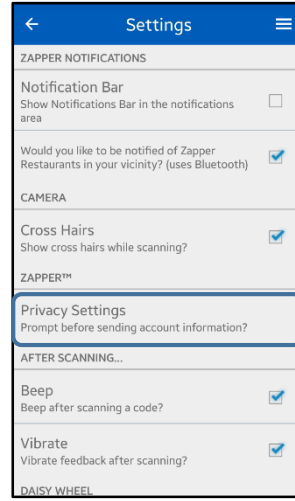 Settings
ZAPPER NOTIFICATIONS
Notification Bar
Show Notifications Bar in the notifications
area
Would you like to be notified of Zapper
Restaurants in your vicinity? (uses Bluetooth)
CAMERA
Cross Hairs
Show cross hairs while scanning?
ZAPPER™
Privacy Settings
Prompt before sending account information?
AFTER SCANNING...
Beep
Beep after scanning a code?
Vibrate
Vibrate feedback after scanning?
DAISY WHEEL